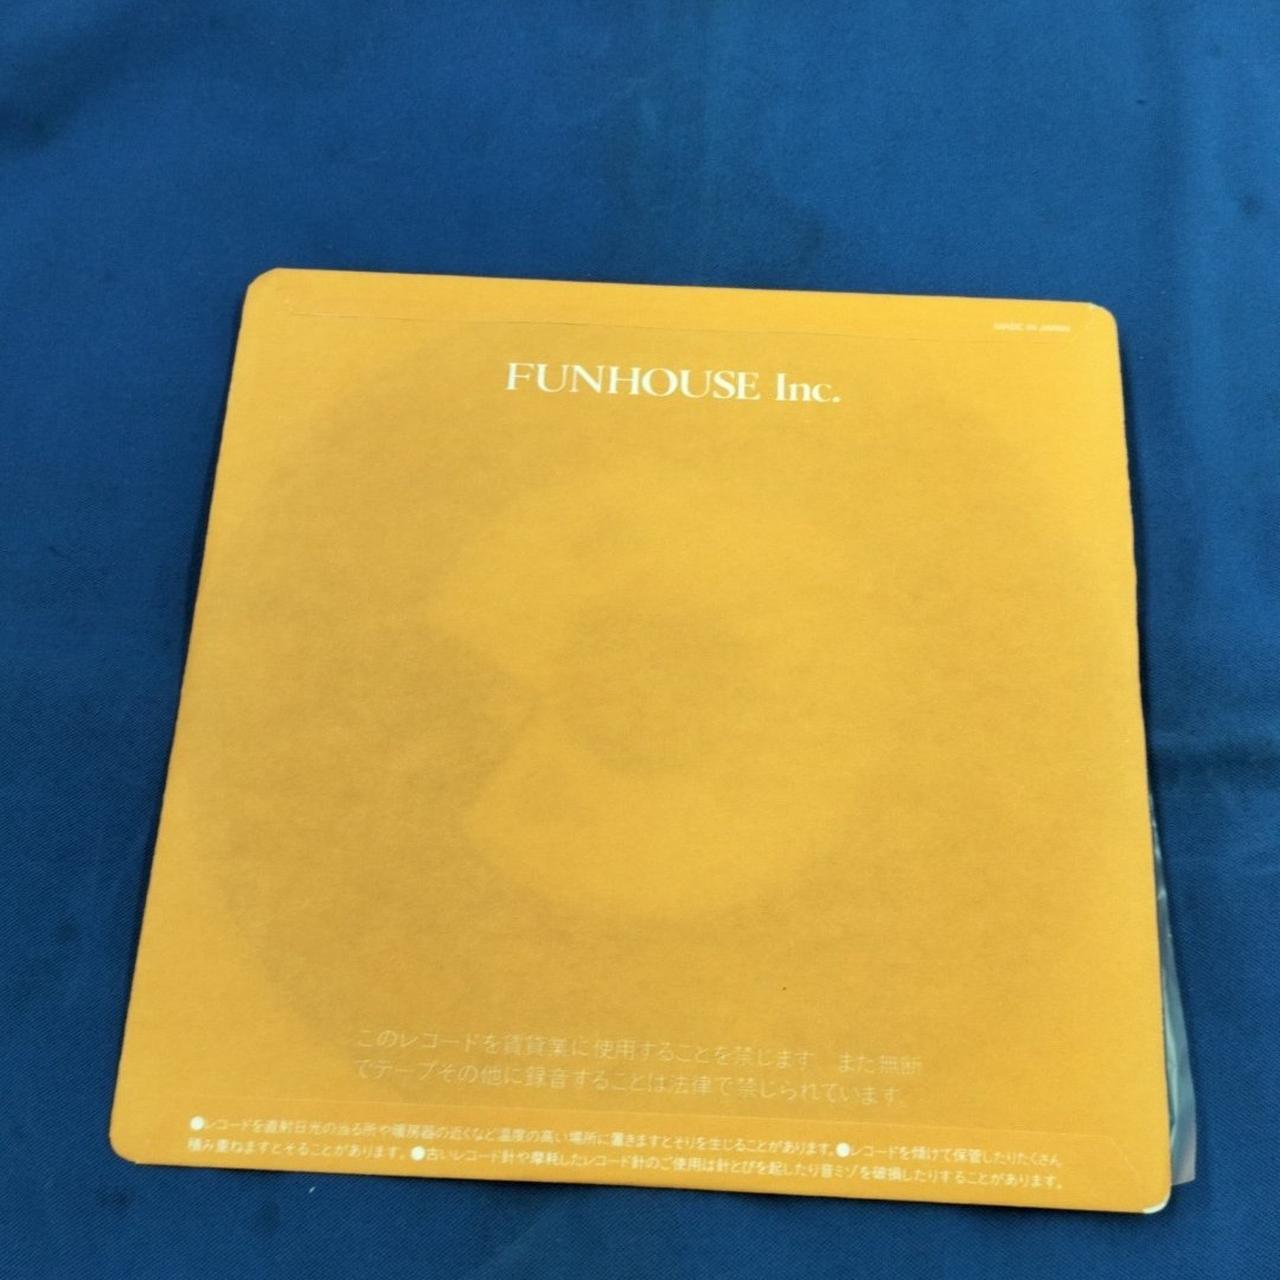 MADE IN JAPAN
FUNHOUSE Inc.
このレコードを賃貸業に使用することを禁じます。また無断
でテープその他に録音することは法律で禁じられています。
●レコードを直射日光の当る所や暖房器の近くなど温度の高い場所に置きますとそりを生じることがあります。●レコードを傾けて保管したりたくさん
積み重ねますとそることがあります。●古いレコード針や摩耗したレコード針のご使用は針とびを起したり音ミゾを破損したりすることがあります。